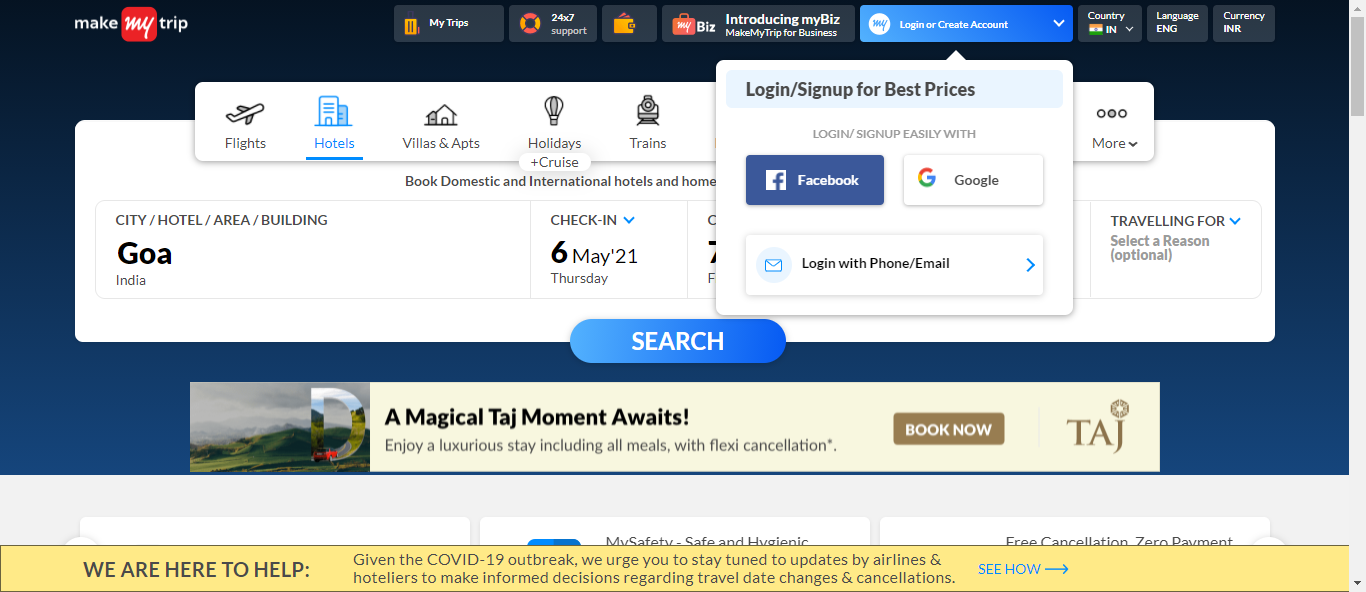 make my trip
My Trips
24x7
support
my Biz
Introducing myBiz
MakeMyTrip for Business
my
Login or Create Account
Country
IN
Language
ENG
Currency
INR
Login/Signup for Best Prices
LOGIN/ SIGNUP EASILY WITH
Facebook
Google
Login with Phone/Email
Flights
Hotels
Villas & Apts
Holidays
+Cruise
Trains
More
Book Domestic and International hotels and home
CITY / HOTEL / AREA / BUILDING
Goa
India
CHECK-IN
6 May'21
Thursday
TRAVELLING FOR
Select a Reason
(optional)
SEARCH
A Magical Taj Moment Awaits!
Enjoy a luxurious stay including all meals, with flexi cancellation*.
BOOK NOW
TAJ
MySafety - Safe and Hygienic
Free Cancellation, Zero Payment
WE ARE HERE TO HELP:
Given the COVID-19 outbreak, we urge you to stay tuned to updates by airlines &
hoteliers to make informed decisions regarding travel date changes & cancellations.
SEE HOW